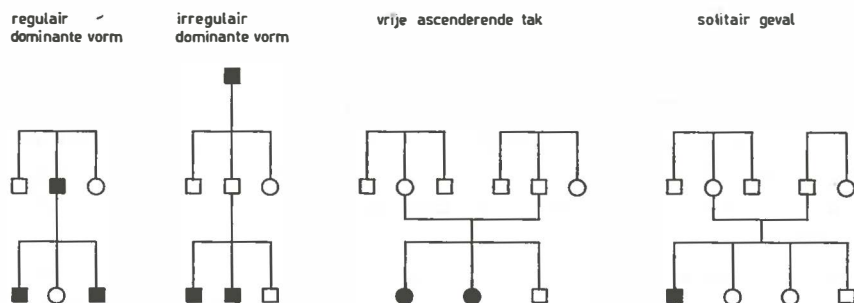 regulair -
dominante vorm
irregulair
dominante vorm
vrije ascenderende tak
solitair geval